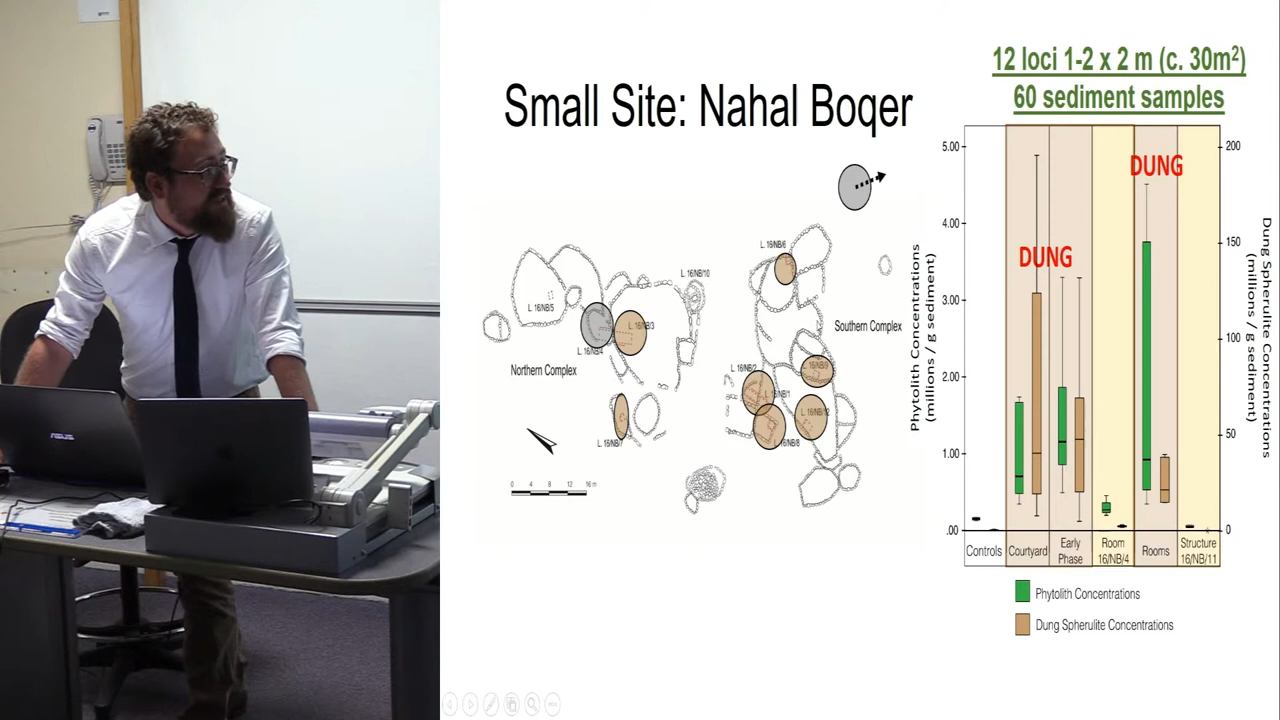 12 loci 1-2 x 2 m (c. 30m²)
60 sediment samples
Small Site: Nahal Boqer
DUNG
DUNG
5.00
4.00
3.00
2.00
1.00
.00
Phytolith Concentrations
(millions / g sediment)
200
150
100
50
0
Dung Spherulite Concentrations
(millions / g sediment)
Controls
Courtyard
Early
Phase
Room
16/NB/4
Rooms
Structure
16/NB/11
Phytolith Concentrations
Dung Spherulite Concentrations
L. 16/NB/6
L. 16/NB/10
L. 16/NB/5
L. 16/NB/3
L. 16/NB/4
Southern Complex
Northern Complex
L. 16/NB/2
L. 16/NB/7
0 4 8 12 16 m
ASUS